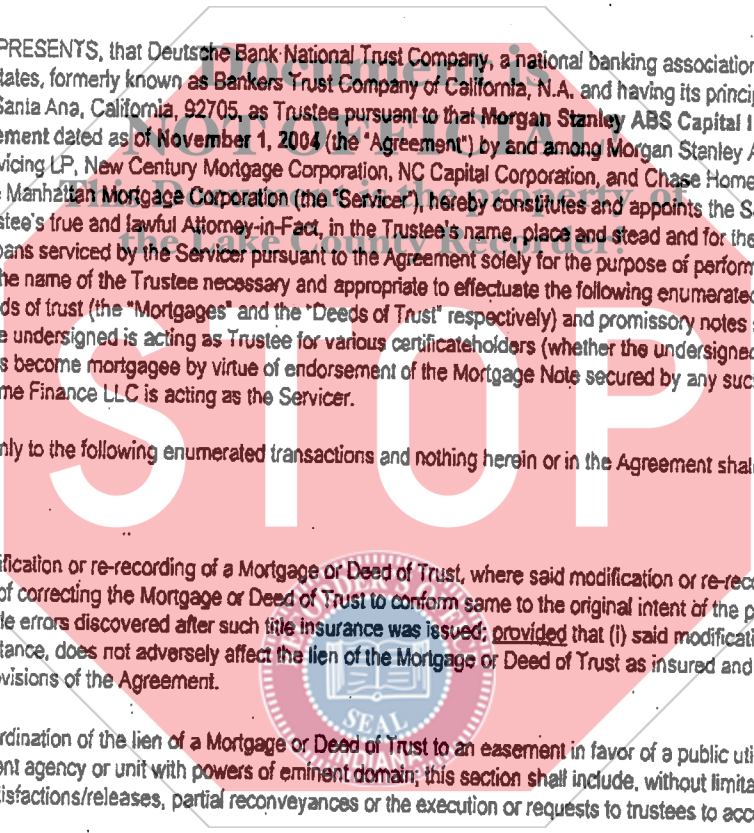 PRESENTS, that Deutsche Bank National Trust Company, a national banking association
tates, formerly known as Bankers Trust Company of California, N.A. and having its princip
Santa Ana, California, 92705, as Trustee pursuant to that Morgan Stanley ABS Capital I
ement dated as of November 1, 2004 (the "Agreement") by and among Morgan Stanley A
vicing LP, New Century Mortgage Corporation, NC Capital Corporation, and Chase Home
Manhattan Mortgage Corporation (the "Servicer"), hereby constitutes and appoints the S
stee's true and lawful Attorney-in-Fact, in the Trustee's name, place and stead and for the
oans serviced by the Servicer pursuant to the Agreement solely for the purpose of perform
he name of the Trustee necessary and appropriate to effectuate the following enumerated
ds of trust (the "Mortgages" and the "Deeds of Trust" respectively) and promissory notes
e undersigned is acting as Trustee for various certificateholders (whether the undersigned
s become mortgagee by virtue of endorsement of the Mortgage Note secured by any suc
me Finance LLC is acting as the Servicer.
nly to the following enumerated transactions and nothing herein or in the Agreement shal
ification or re-recording of a Mortgage or Deed of Trust, where said modification or re-reco
of correcting the Mortgage or Deed of Trust to conform same to the original intent of the p
le errors discovered after such title insurance was issued; provided that (i) said modificati
tance, does not adversely affect the lien of the Mortgage or Deed of Trust as insured and
visions of the Agreement.
rdination of the lien of a Mortgage or Deed of Trust to an easement in favor of a public uti
ent agency or unit with powers of eminent domain; this section shall include, without limita
isfactions/releases, partial reconveyances or the execution or requests to trustees to acc
Document is
NOT OFFICIAL
This Document is the property of
the Lake County Recorder!
STOP
RECORDER'S OFFICE
SEAL
INDIANA